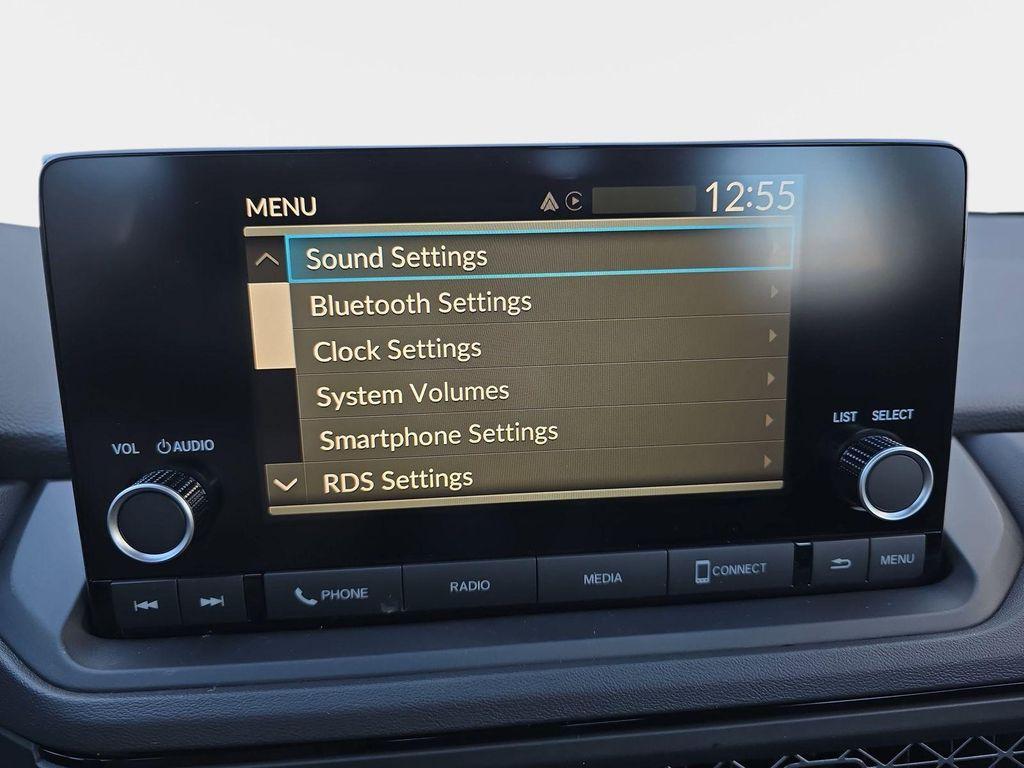 MENU 12:55
Sound Settings
Bluetooth Settings
Clock Settings
System Volumes
Smartphone Settings
RDS Settings
VOL AUDIO
LIST SELECT
PHONE RADIO MEDIA CONNECT MENU